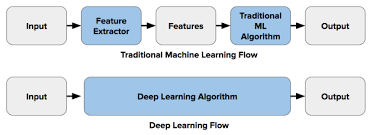 Input
Feature
Extractor
Features
Traditional
ML
Algorithm
Output
Traditional Machine Learning Flow
Input
Deep Learning Algorithm
Output
Deep Learning Flow